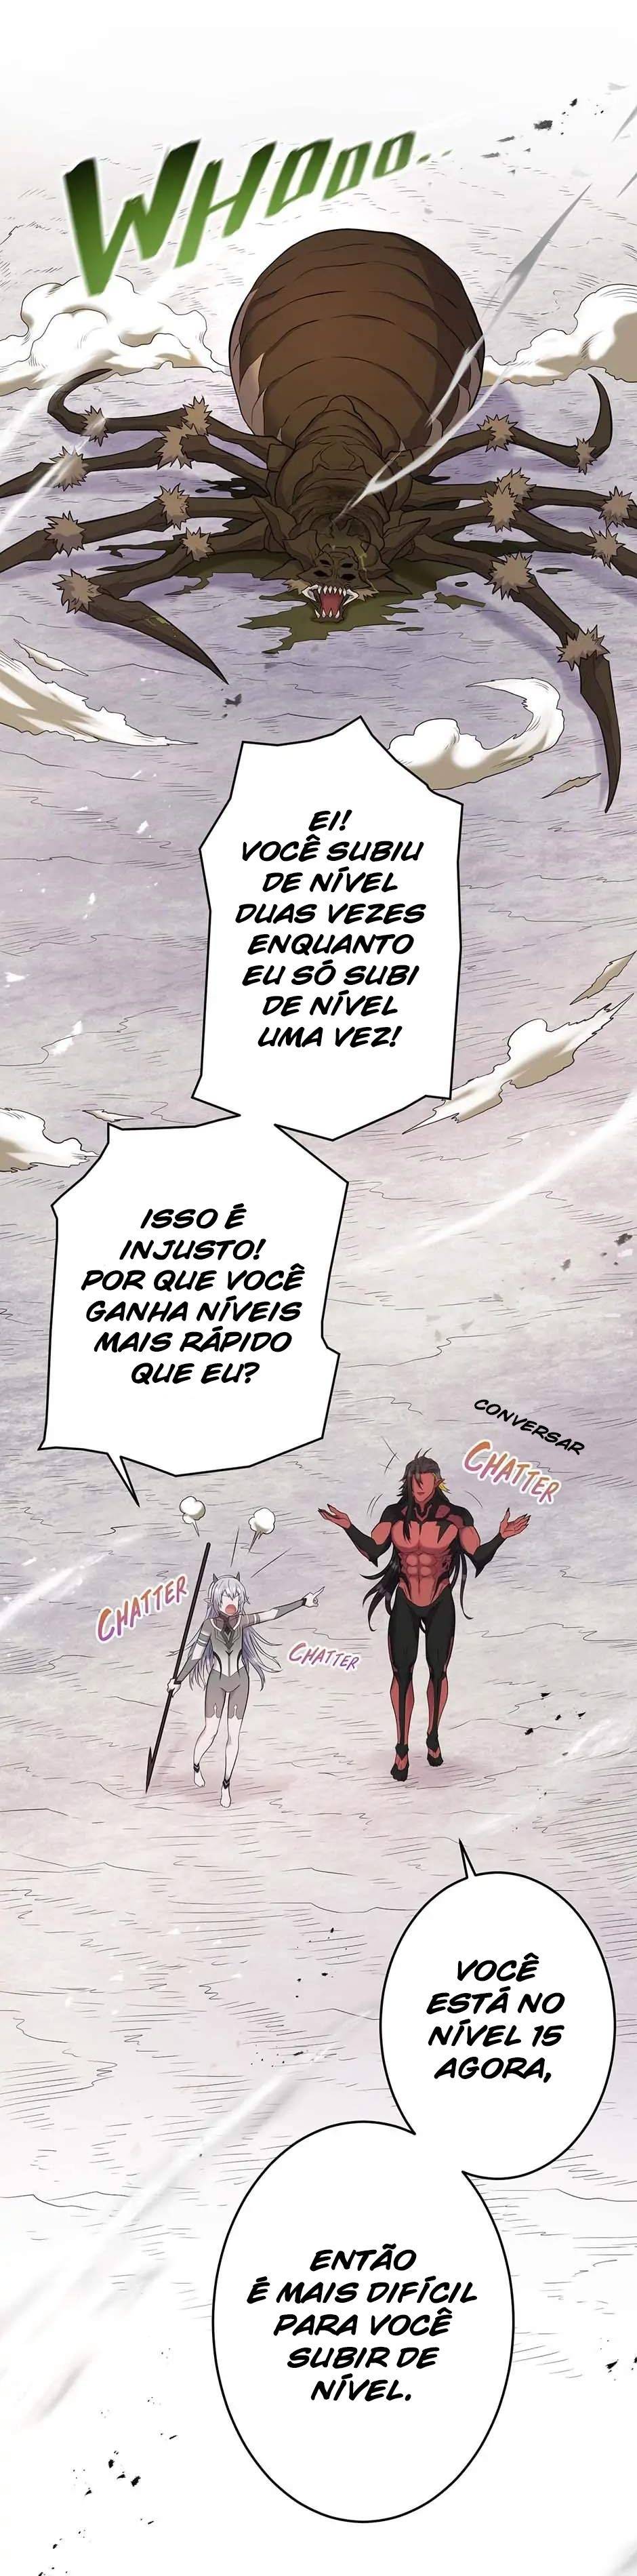 WHOOOO..
EI!
VOCÊ SUBIU
DE NÍVEL
DUAS VEZES
ENQUANTO
EU SÓ SUBI
DE NÍVEL
UMA VEZ!
ISSO É
INJUSTO!
POR QUE VOCÊ
GANHA NÍVEIS
MAIS RÁPIDO
QUE EU?
CONVERSAR
CHATTER
CHATTER
CHATTER
VOCÊ
ESTÁ NO
NÍVEL 15
AGORA,
ENTÃO
É MAIS DIFÍCIL
PARA VOCÊ
SUBIR DE
NÍVEL.